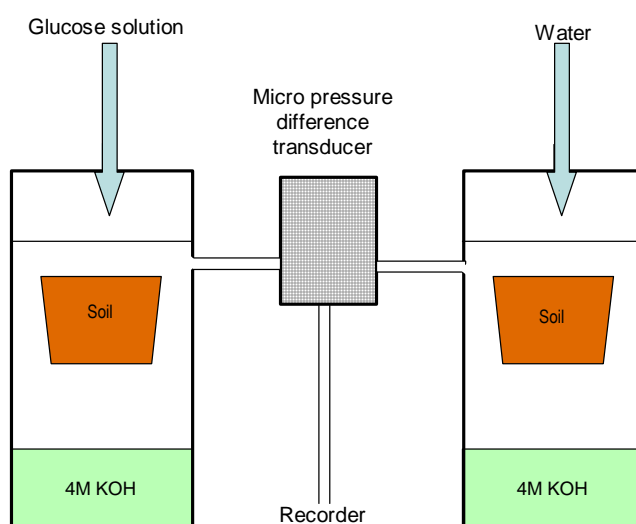 Glucose solution
Water
Micro pressure
difference
transducer
Soil
Soil
4M KOH
4M KOH
Recorder